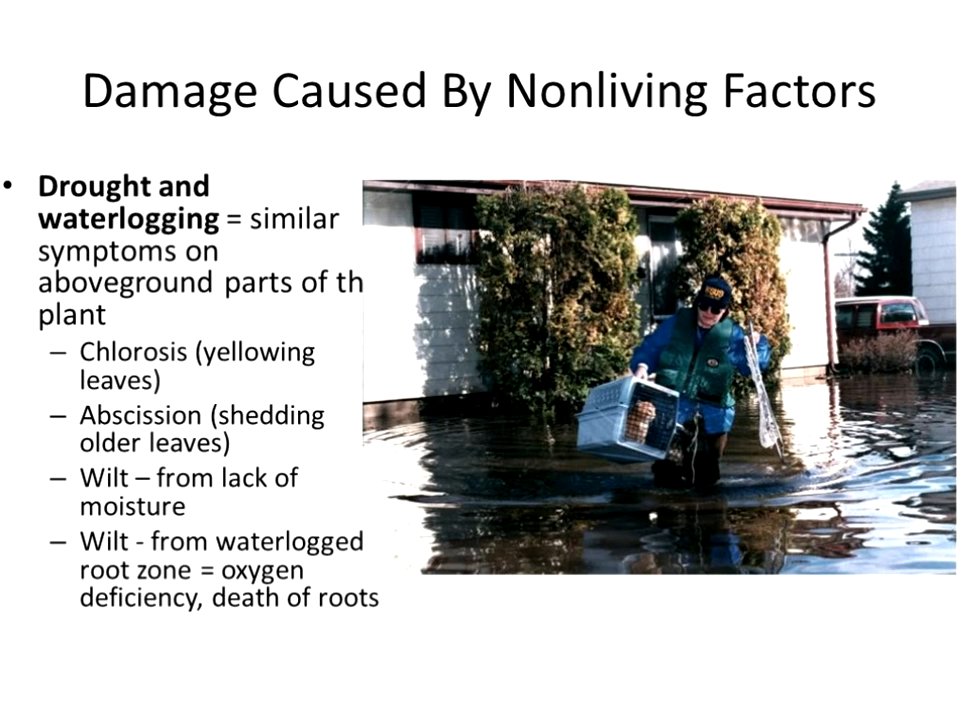 Damage Caused By Nonliving Factors
• Drought and
waterlogging = similar
symptoms on
aboveground parts of th
plant
– Chlorosis (yellowing
leaves)
– Abscission (shedding
older leaves)
– Wilt – from lack of
moisture
– Wilt - from waterlogged
root zone = oxygen
deficiency, death of roots